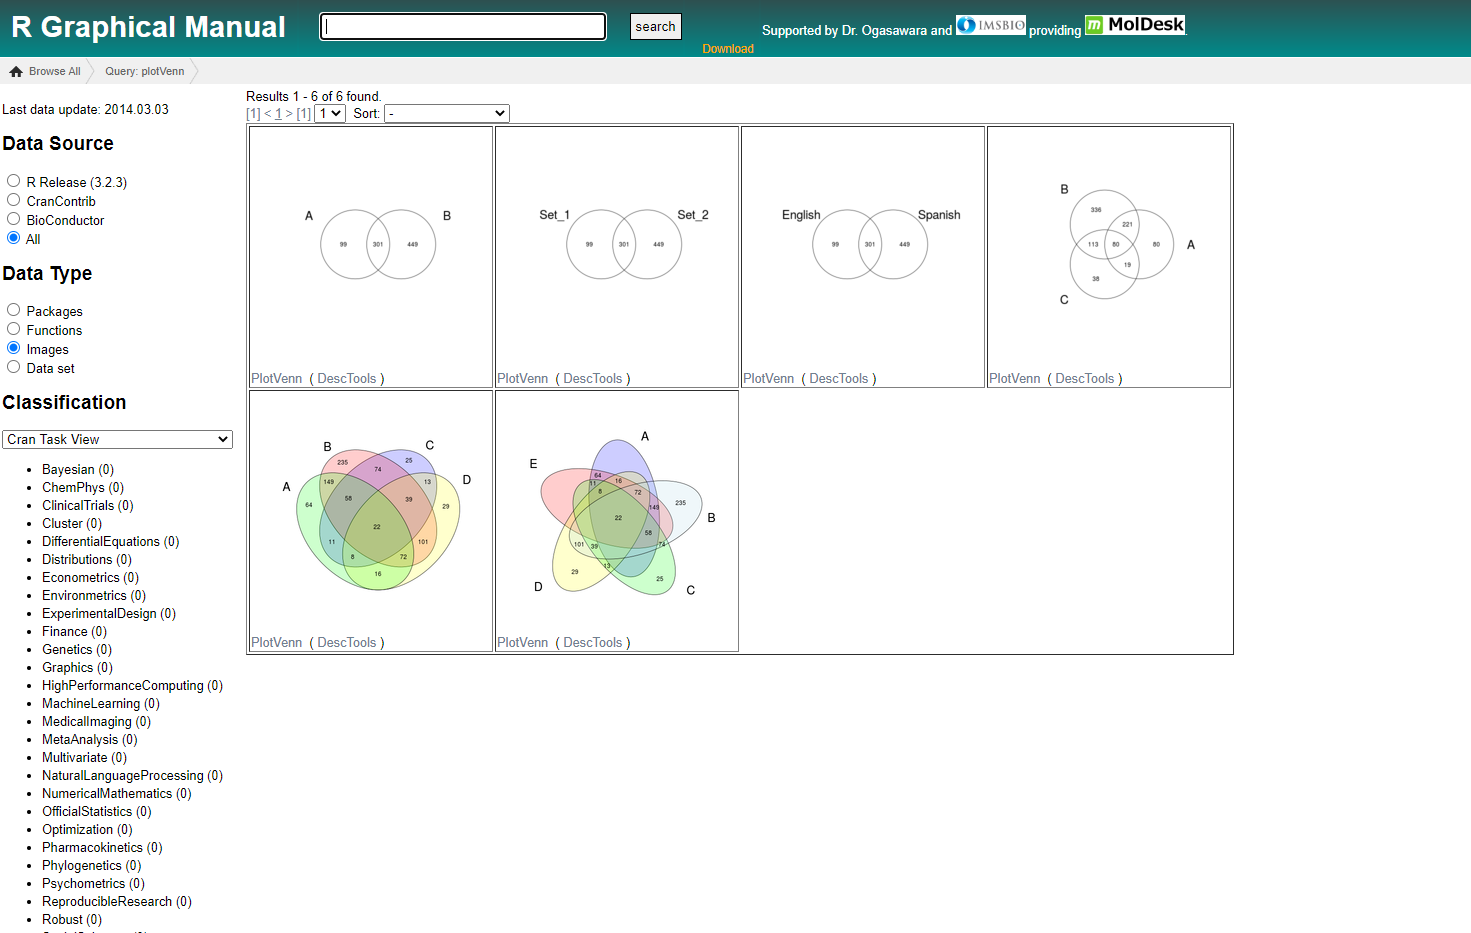 R Graphical Manual
search
Download
Supported by Dr. Ogasawara and IMSBIO providing m MolDesk.
Browse All
Query: plotVenn
Last data update: 2014.03.03
Data Source
R Release (3.2.3)
CranContrib
BioConductor
All
Data Type
Packages
Functions
Images
Data set
Classification
Cran Task View
Bayesian (0)
ChemPhys (0)
ClinicalTrials (0)
Cluster (0)
DifferentialEquations (0)
Distributions (0)
Econometrics (0)
Environmetrics (0)
ExperimentalDesign (0)
Finance (0)
Genetics (0)
Graphics (0)
HighPerformanceComputing (0)
MachineLearning (0)
MedicalImaging (0)
MetaAnalysis (0)
Multivariate (0)
NaturalLanguageProcessing (0)
NumericalMathematics (0)
OfficialStatistics (0)
Optimization (0)
Pharmacokinetics (0)
Phylogenetics (0)
Psychometrics (0)
ReproducibleResearch (0)
Robust (0)
Results 1 - 6 of 6 found.
[1] < 1 > [1] 1 Sort: -
A B
99 301 449
PlotVenn ( DescTools )
Set_1 Set_2
99 301 449
PlotVenn ( DescTools )
English Spanish
99 301 449
PlotVenn ( DescTools )
B
336
221
113 80 80 A
19
38
C
PlotVenn ( DescTools )
B C
235 25
74
149 13 D
A
58 39
64 29
22
11 101
8 72
16
PlotVenn ( DescTools )
A
E
64 16
11
8 72
149 235
22 B
58
101 39 74
13
29 25
D C
PlotVenn ( DescTools )